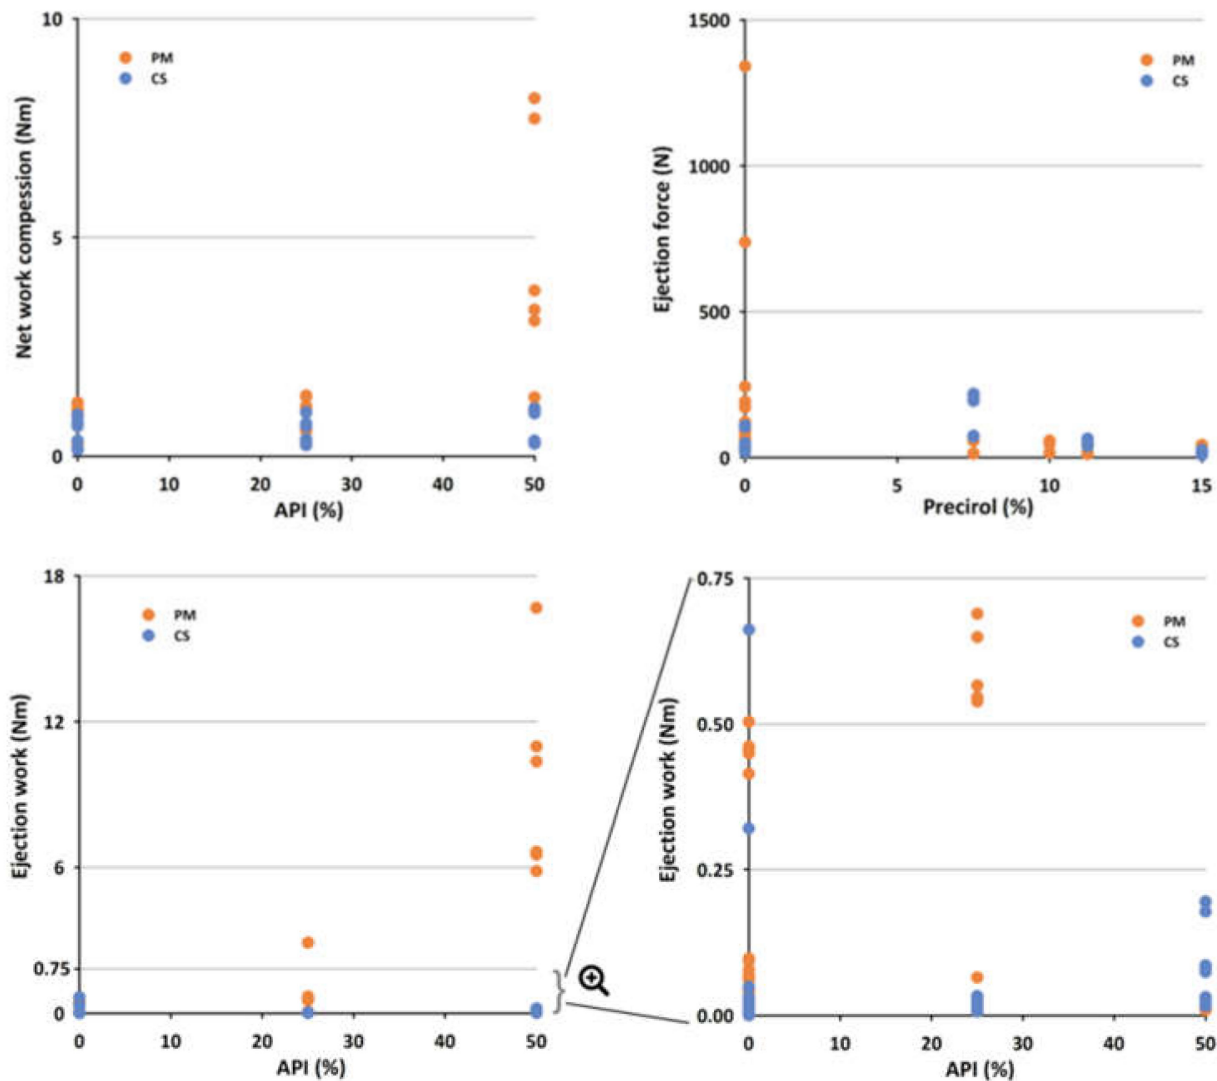 10
PM
CS
Net work compession (Nm)
5
0
0 10 20 30 40 50
API (%)
1500
PM
CS
1000
Ejection force (N)
500
0
0 5 10 15
Precirol (%)
18
PM
CS
12
Ejection work (Nm)
6
0.75
0
0 10 20 30 40 50
API (%)
0.75
PM
CS
0.50
Ejection work (Nm)
0.25
0.00
0 10 20 30 40 50
API (%)